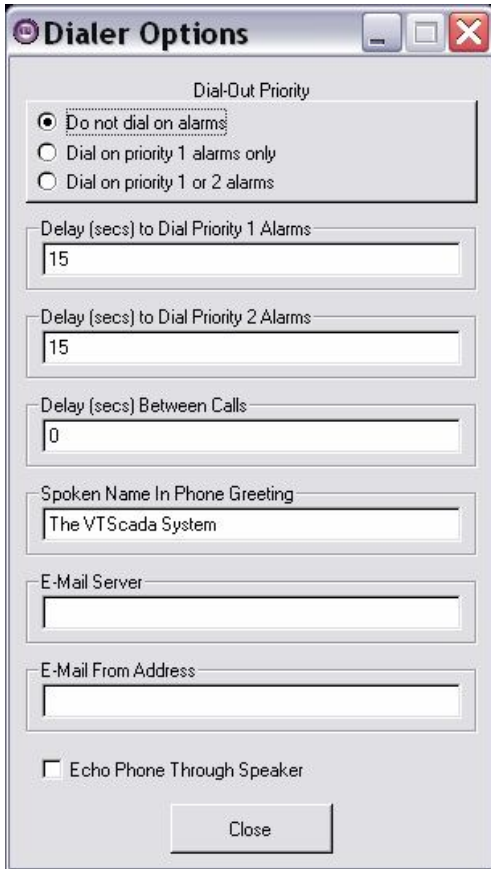 Dialer Options
Dial-Out Priority
Do not dial on alarms
Dial on priority 1 alarms only
Dial on priority 1 or 2 alarms
Delay (secs) to Dial Priority 1 Alarms
15
Delay (secs) to Dial Priority 2 Alarms
15
Delay (secs) Between Calls
0
Spoken Name In Phone Greeting
The VTScada System
E-Mail Server
E-Mail From Address
Echo Phone Through Speaker
Close